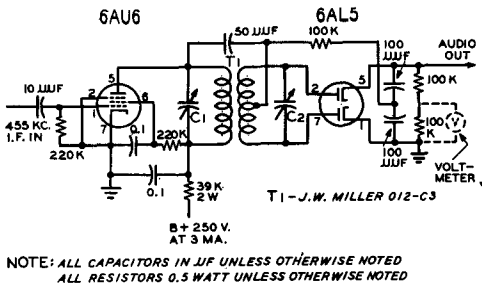 6AU6
6AL5
50 µµF
100K
T1
100 µµF
AUDIO OUT
10 µµF
5
2
1
6
7
C1
C2
2
7
5
1
100 K
100 K
V
455 KC.
I.F. IN
220K
0.1
220K
100 µµF
VOLT-
METER
0.1
39K
2 W
T1-J.W. MILLER 012-C3
B+ 250 V.
AT 3 MA.
NOTE: ALL CAPACITORS IN µF UNLESS OTHERWISE NOTED
ALL RESISTORS 0.5 WATT UNLESS OTHERWISE NOTED